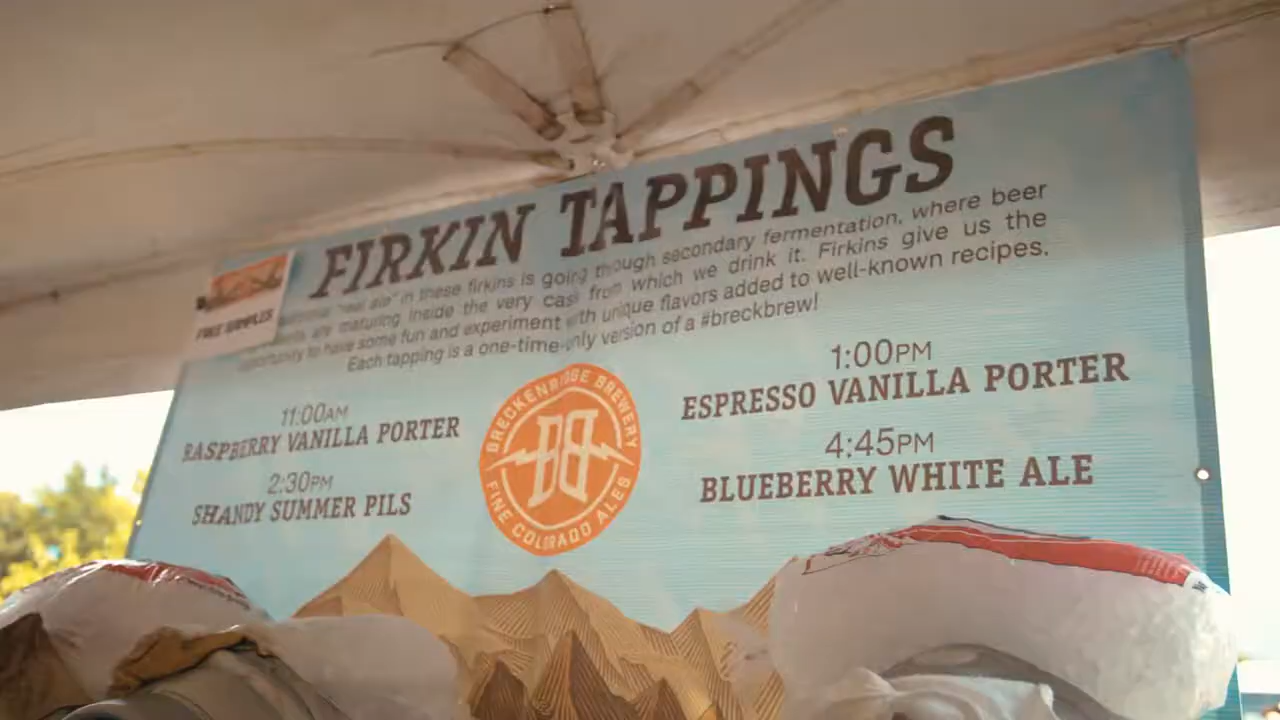 FIRKIN TAPPINGS
FREE SAMPLES
"real ale" in these firkins is going though secondary fermentation, where beer
are maturing inside the very cask from which we drink it. Firkins give us the
opportunity to have some fun and experiment with unique flavors added to well-known recipes.
Each tapping is a one-time-only version of a #breckbrew!
11:00AM
RASPBERRY VANILLA PORTER
2:30PM
SHANDY SUMMER PILS
BRECKENRIDGE BREWERY
BB
FINE COLORADO ALES
1:00PM
ESPRESSO VANILLA PORTER
4:45PM
BLUEBERRY WHITE ALE